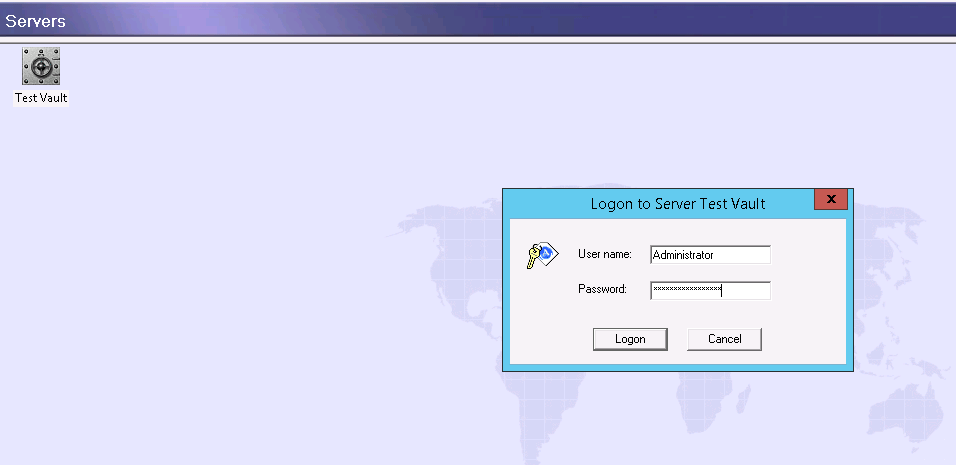 Servers
Test Vault
Logon to Server Test Vault
x
User name: Administrator
Password: ×××××××××××××××××
Logon Cancel